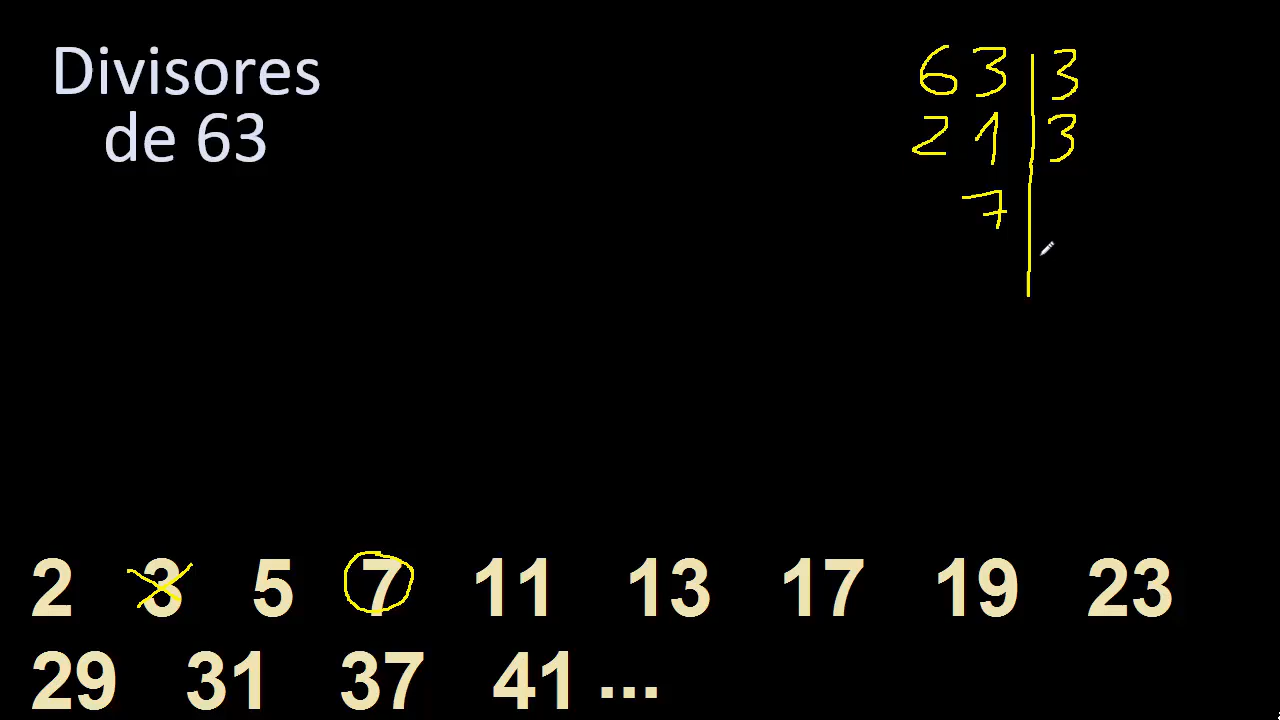 Divisores
de 63
63 | 3
21 | 3
7 |
2 3 5 7 11 13 17 19 23
29 31 37 41 ...